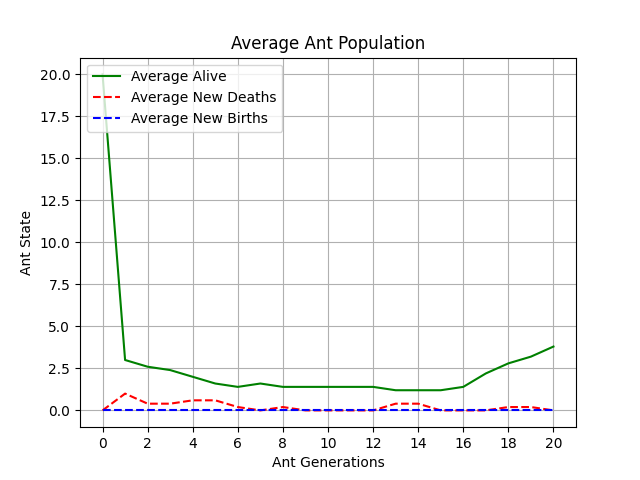 Average Ant Population
Average Alive
Average New Deaths
Average New Births
20.0
17.5
15.0
12.5
10.0
7.5
5.0
2.5
0.0
Ant State
0 2 4 6 8 10 12 14 16 18 20
Ant Generations